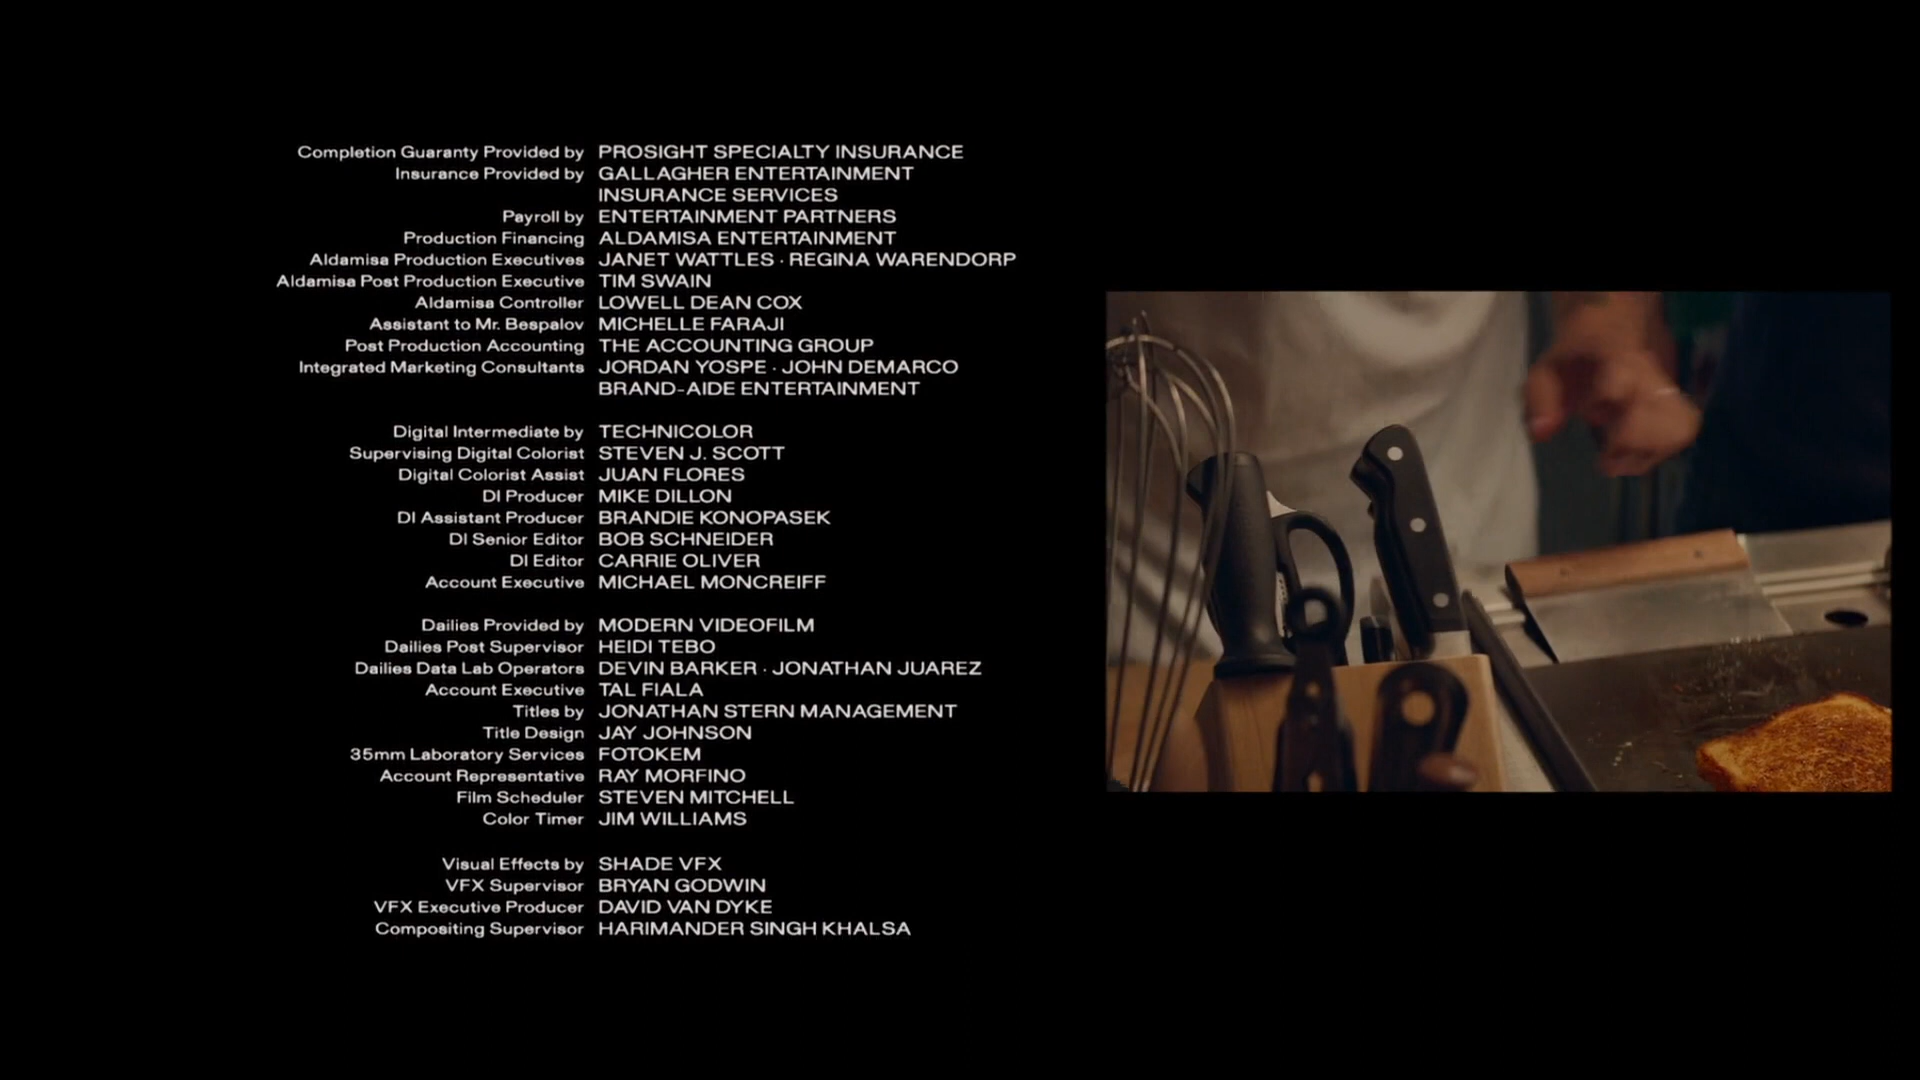 Completion Guaranty Provided by PROSIGHT SPECIALTY INSURANCE
Insurance Provided by GALLAGHER ENTERTAINMENT
INSURANCE SERVICES
Payroll by ENTERTAINMENT PARTNERS
Production Financing ALDAMISA ENTERTAINMENT
Aldamisa Production Executives JANET WATTLES · REGINA WARENDORP
Aldamisa Post Production Executive TIM SWAIN
Aldamisa Controller LOWELL DEAN COX
Assistant to Mr. Bespalov MICHELLE FARAJI
Post Production Accounting THE ACCOUNTING GROUP
Integrated Marketing Consultants JORDAN YOSPE · JOHN DEMARCO
BRAND-AIDE ENTERTAINMENT
Digital Intermediate by TECHNICOLOR
Supervising Digital Colorist STEVEN J. SCOTT
Digital Colorist Assist JUAN FLORES
DI Producer MIKE DILLON
DI Assistant Producer BRANDIE KONOPASEK
DI Senior Editor BOB SCHNEIDER
DI Editor CARRIE OLIVER
Account Executive MICHAEL MONCREIFF
Dailies Provided by MODERN VIDEOFILM
Dailies Post Supervisor HEIDI TEBO
Dailies Data Lab Operators DEVIN BARKER · JONATHAN JUAREZ
Account Executive TAL FIALA
Titles by JONATHAN STERN MANAGEMENT
Title Design JAY JOHNSON
35mm Laboratory Services FOTOKEM
Account Representative RAY MORFINO
Film Scheduler STEVEN MITCHELL
Color Timer JIM WILLIAMS
Visual Effects by SHADE VFX
VFX Supervisor BRYAN GODWIN
VFX Executive Producer DAVID VAN DYKE
Compositing Supervisor HARIMANDER SINGH KHALSA